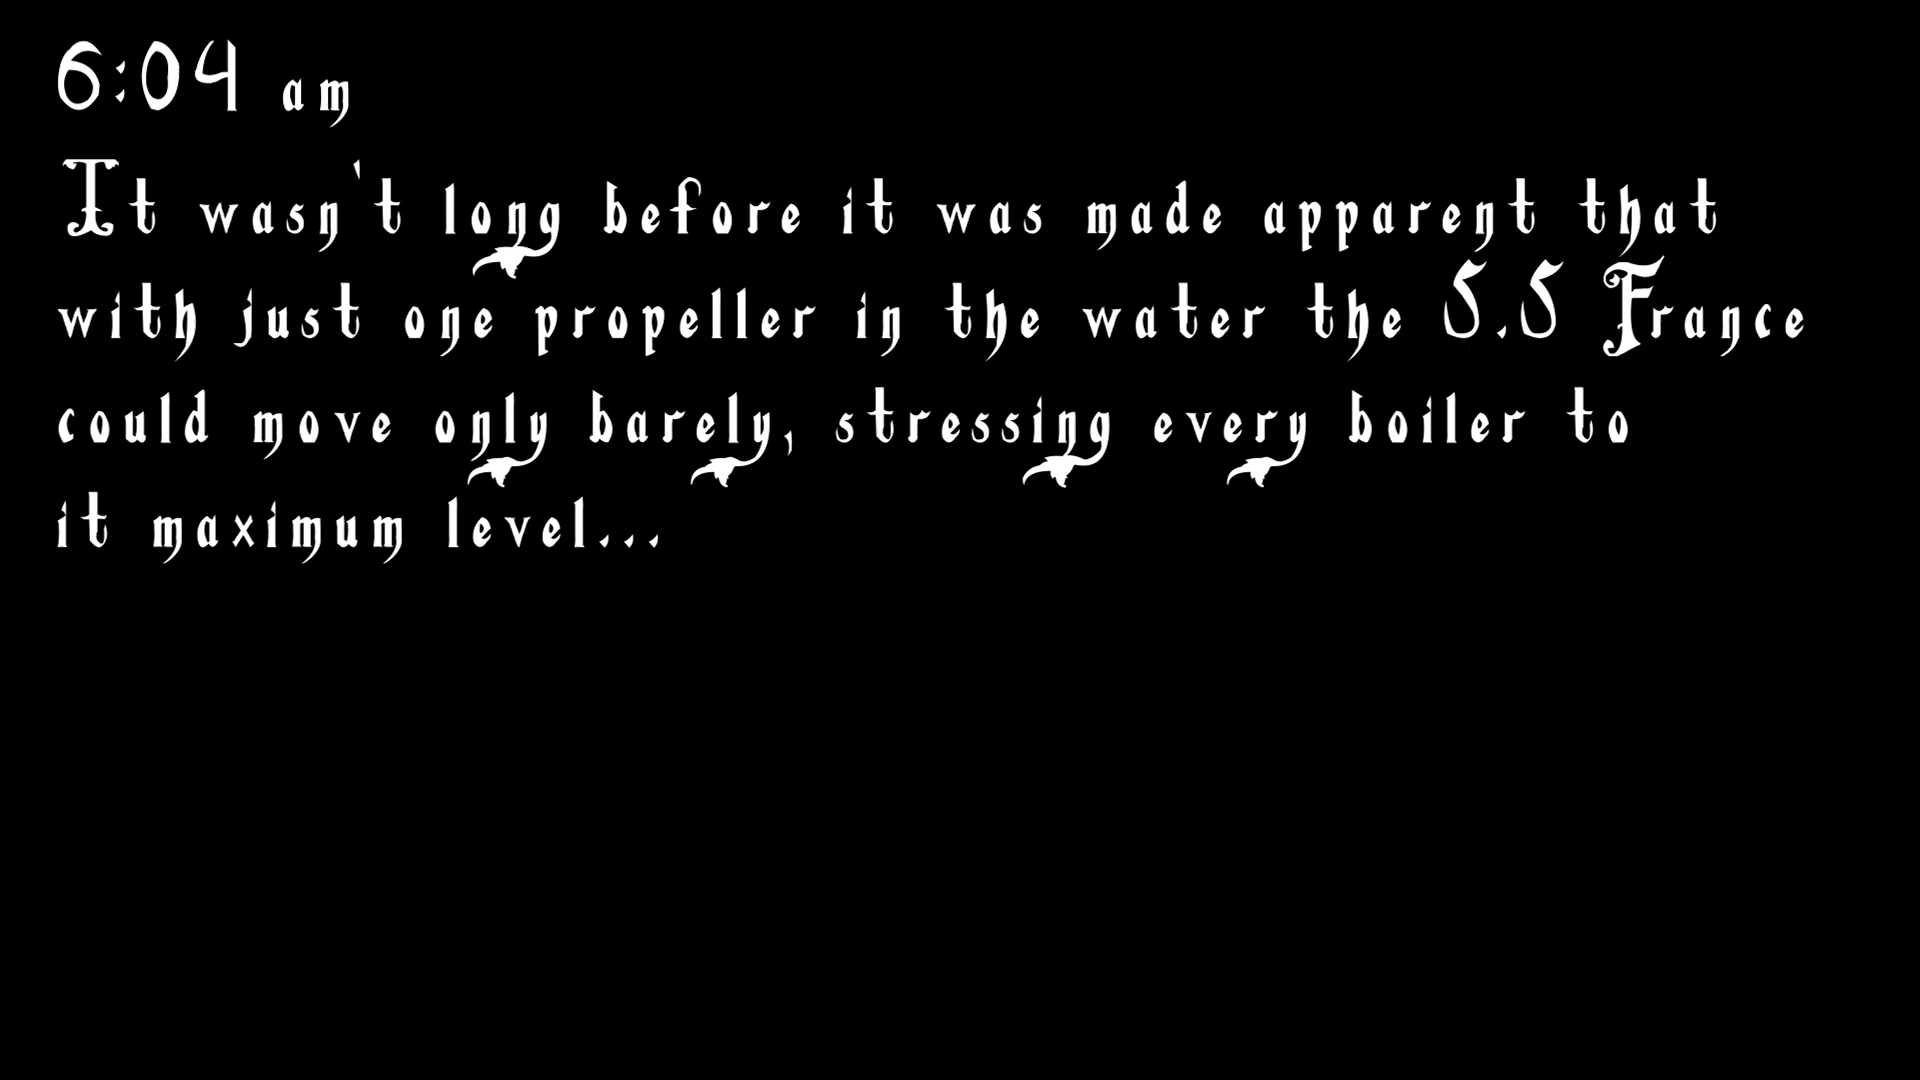 6:04 am
It wasn't long before it was made apparent that
with just one propeller in the water the S.S France
could move only barely, stressing every boiler to
it maximum level...